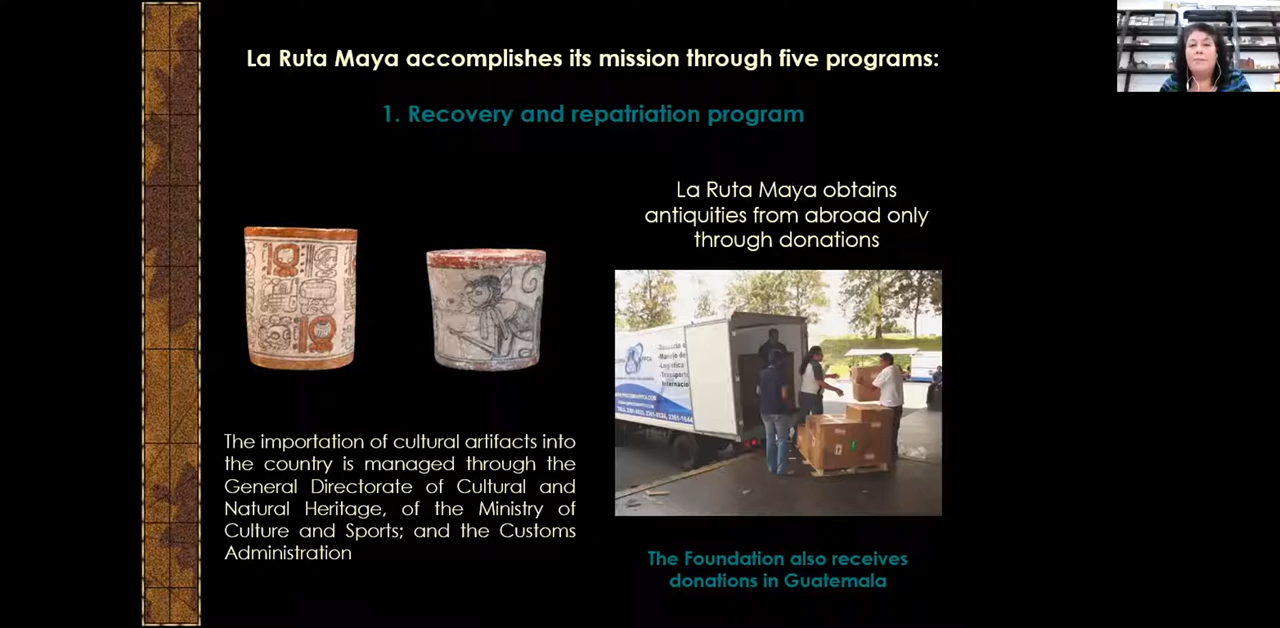 La Ruta Maya accomplishes its mission through five programs:
1. Recovery and repatriation program
La Ruta Maya obtains
antiquities from abroad only
through donations
The importation of cultural artifacts into
the country is managed through the
General Directorate of Cultural and
Natural Heritage, of the Ministry of
Culture and Sports; and the Customs
Administration
The Foundation also receives
donations in Guatemala